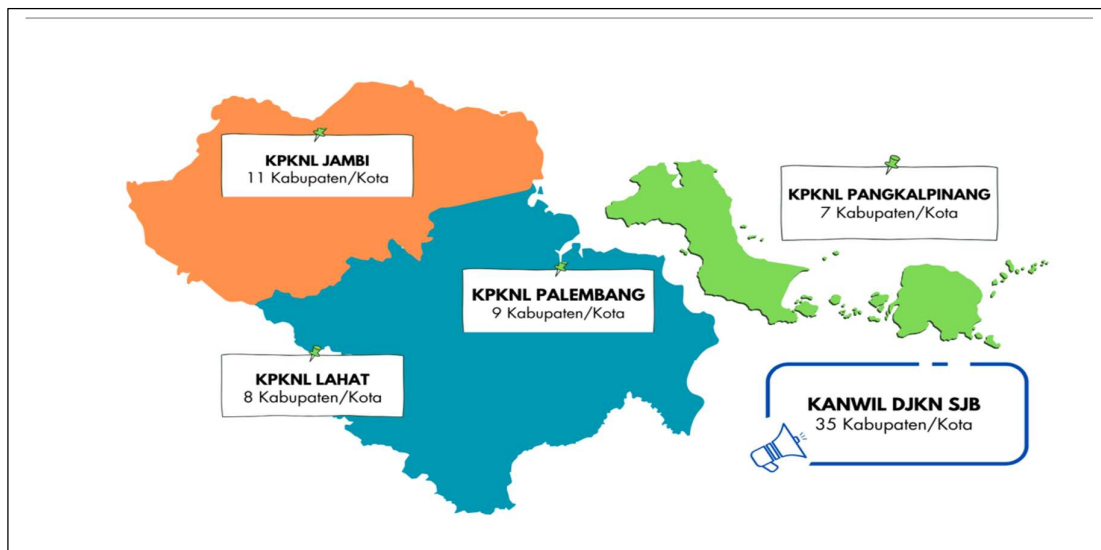 KPKNL JAMBI
11 Kabupaten/Kota
KPKNL PANGKALPINANG
7 Kabupaten/Kota
KPKNL PALEMBANG
9 Kabupaten/Kota
KPKNL LAHAT
8 Kabupaten/Kota
KANWIL DJKN SJB
35 Kabupaten/Kota